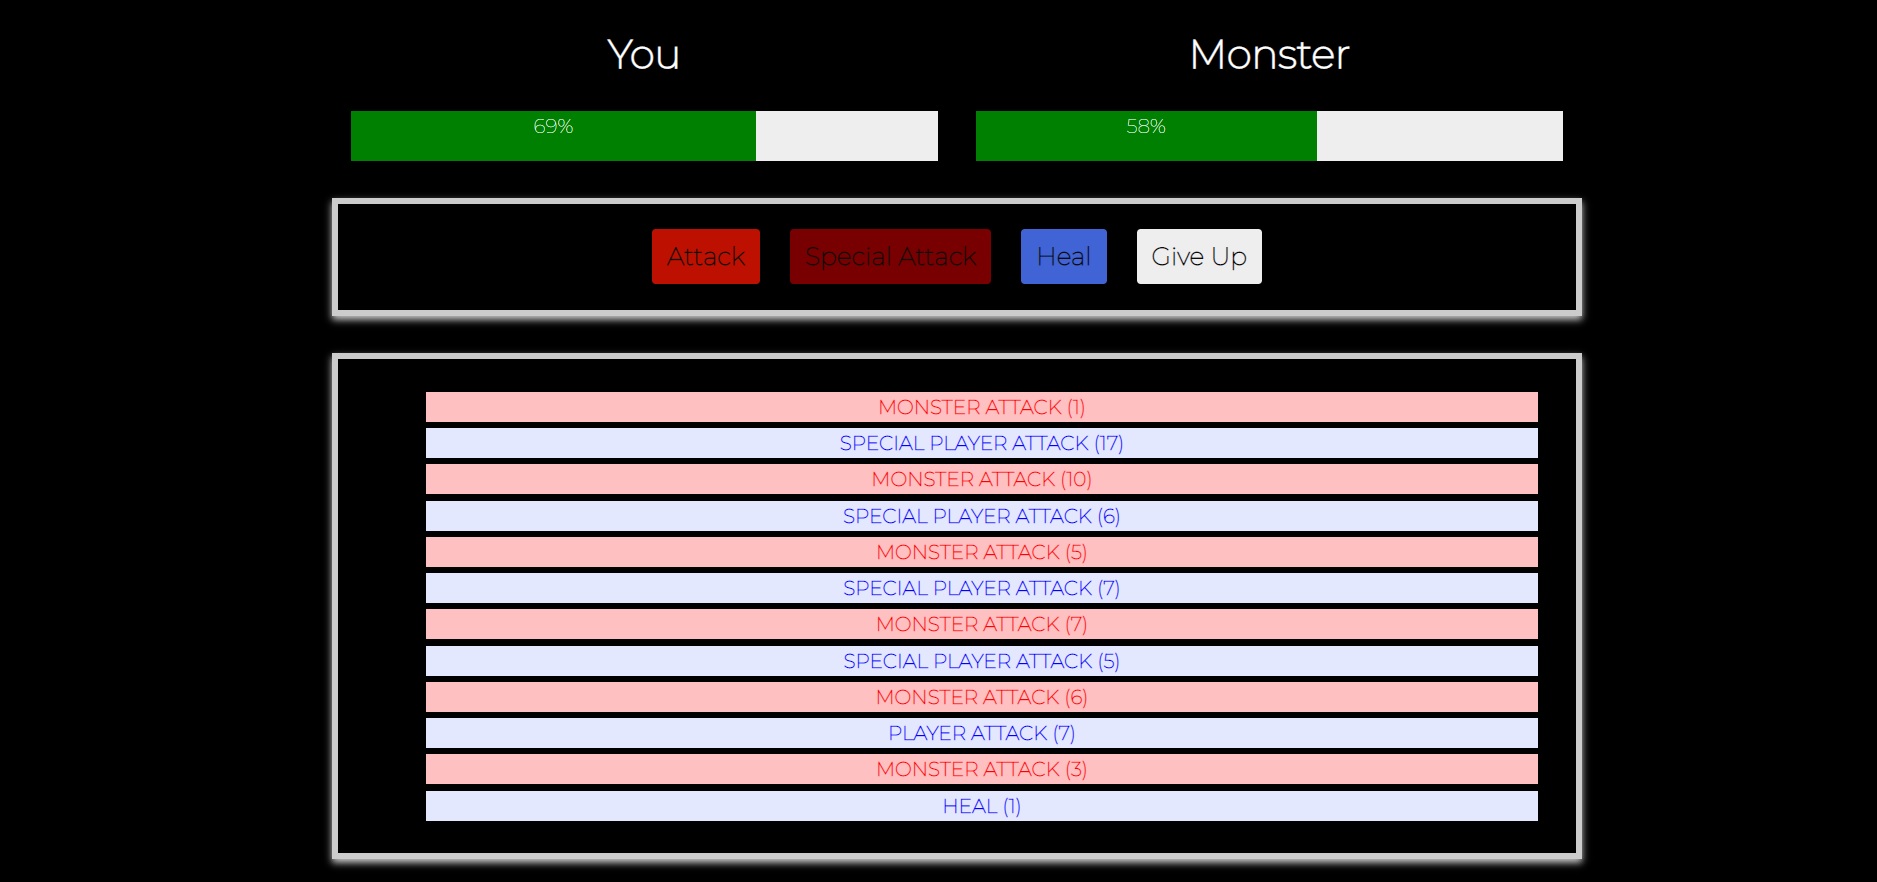 You
Monster
69%
58%
Attack
Special Attack
Heal
Give Up
MONSTER ATTACK (1)
SPECIAL PLAYER ATTACK (17)
MONSTER ATTACK (10)
SPECIAL PLAYER ATTACK (6)
MONSTER ATTACK (5)
SPECIAL PLAYER ATTACK (7)
MONSTER ATTACK (7)
SPECIAL PLAYER ATTACK (5)
MONSTER ATTACK (6)
PLAYER ATTACK (7)
MONSTER ATTACK (3)
HEAL (1)